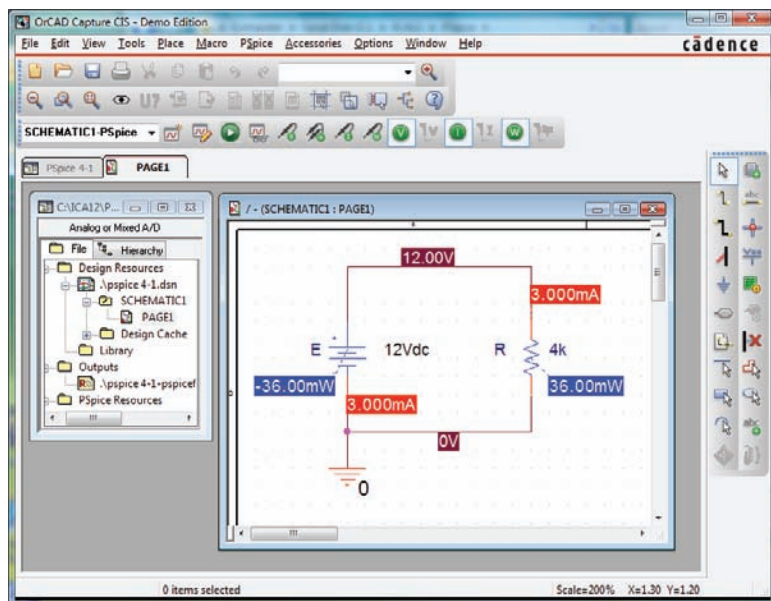 OrCAD Capture CIS - Demo Edition
File Edit View Tools Place Macro PSpice Accessories Options Window Help
cādence
U?
SCHEMATIC1-PSpice
V V I I W
PSpice 4-1 PAGE1
C:\ICA12\P...
Analog or Mixed A/D
File Hierarchy
Design Resources
.\pspice 4-1.dsn
SCHEMATIC1
PAGE1
Design Cache
Library
Outputs
.\pspice 4-1-pspicef
PSpice Resources
/ - (SCHEMATIC1 : PAGE1)
12.00V
3.000mA
E 12Vdc R 4k
-36.00mW 36.00mW
3.000mA
0V
0
abc
abc
0 items selected Scale=200% X=1.30 Y=1.20